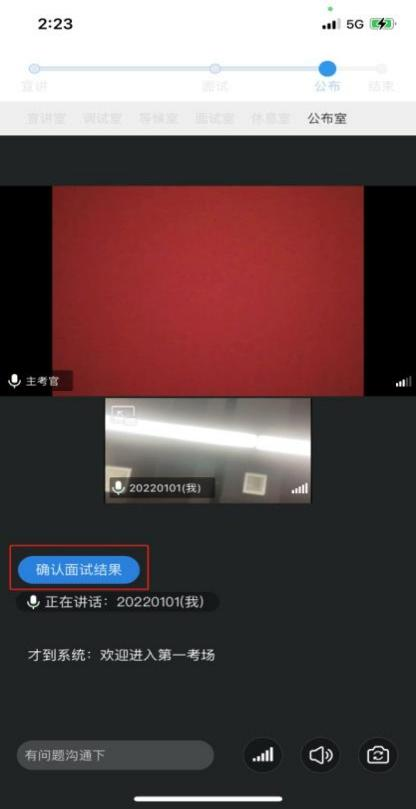 2:23
5G
宣讲 面试 公布 结束
宣讲室 调试室 等候室 面试室 休息室 公布室
主考官
20220101(我)
确认面试结果
正在讲话：20220101(我)
才到系统：欢迎进入第一考场
有问题沟通下